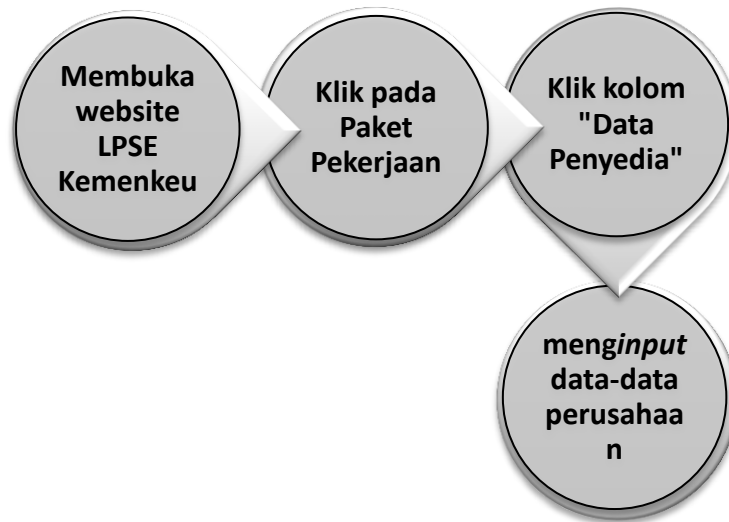 Membuka
website
LPSE
Kemenkeu
Klik pada
Paket
Pekerjaan
Klik kolom
"Data
Penyedia"
menginput
data-data
perusahaa
n